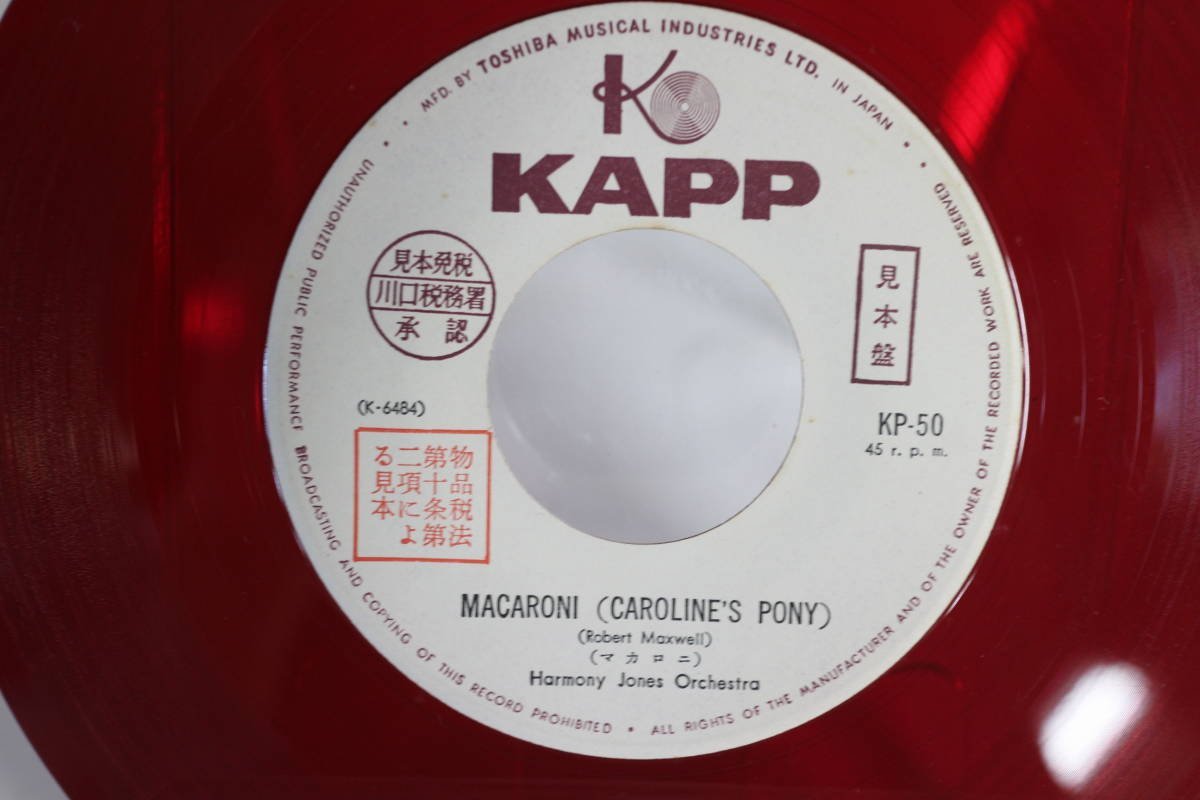 MFD. BY TOSHIBA MUSICAL INDUSTRIES LTD. IN JAPAN
K
KAPP
見本免税
川口税務署
承認
見本盤
(K-6484)
KP-50
45 r. p. m.
物品税法
第十条第
二項によ
る見本
MACARONI (CAROLINE'S PONY)
(Robert Maxwell)
(マカロニ)
Harmony Jones Orchestra
UNAUTHORIZED PUBLIC PERFORMANCE BROADCASTING AND COPYING OF THIS RECORD PROHIBITED • ALL RIGHTS OF THE MANUFACTURER AND OF THE OWNER OF THE RECORDED WORK ARE RESERVED